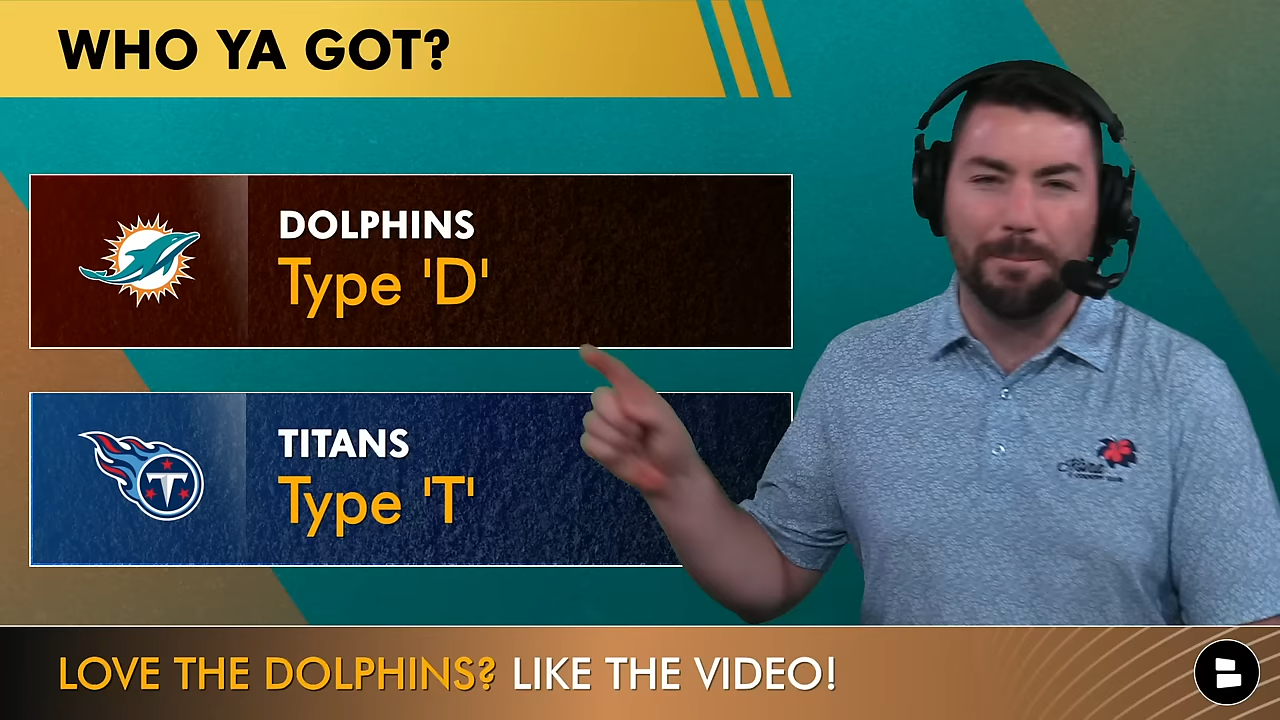 WHO YA GOT?
DOLPHINS
Type 'D'
TITANS
Type 'T'
LOVE THE DOLPHINS? LIKE THE VIDEO!